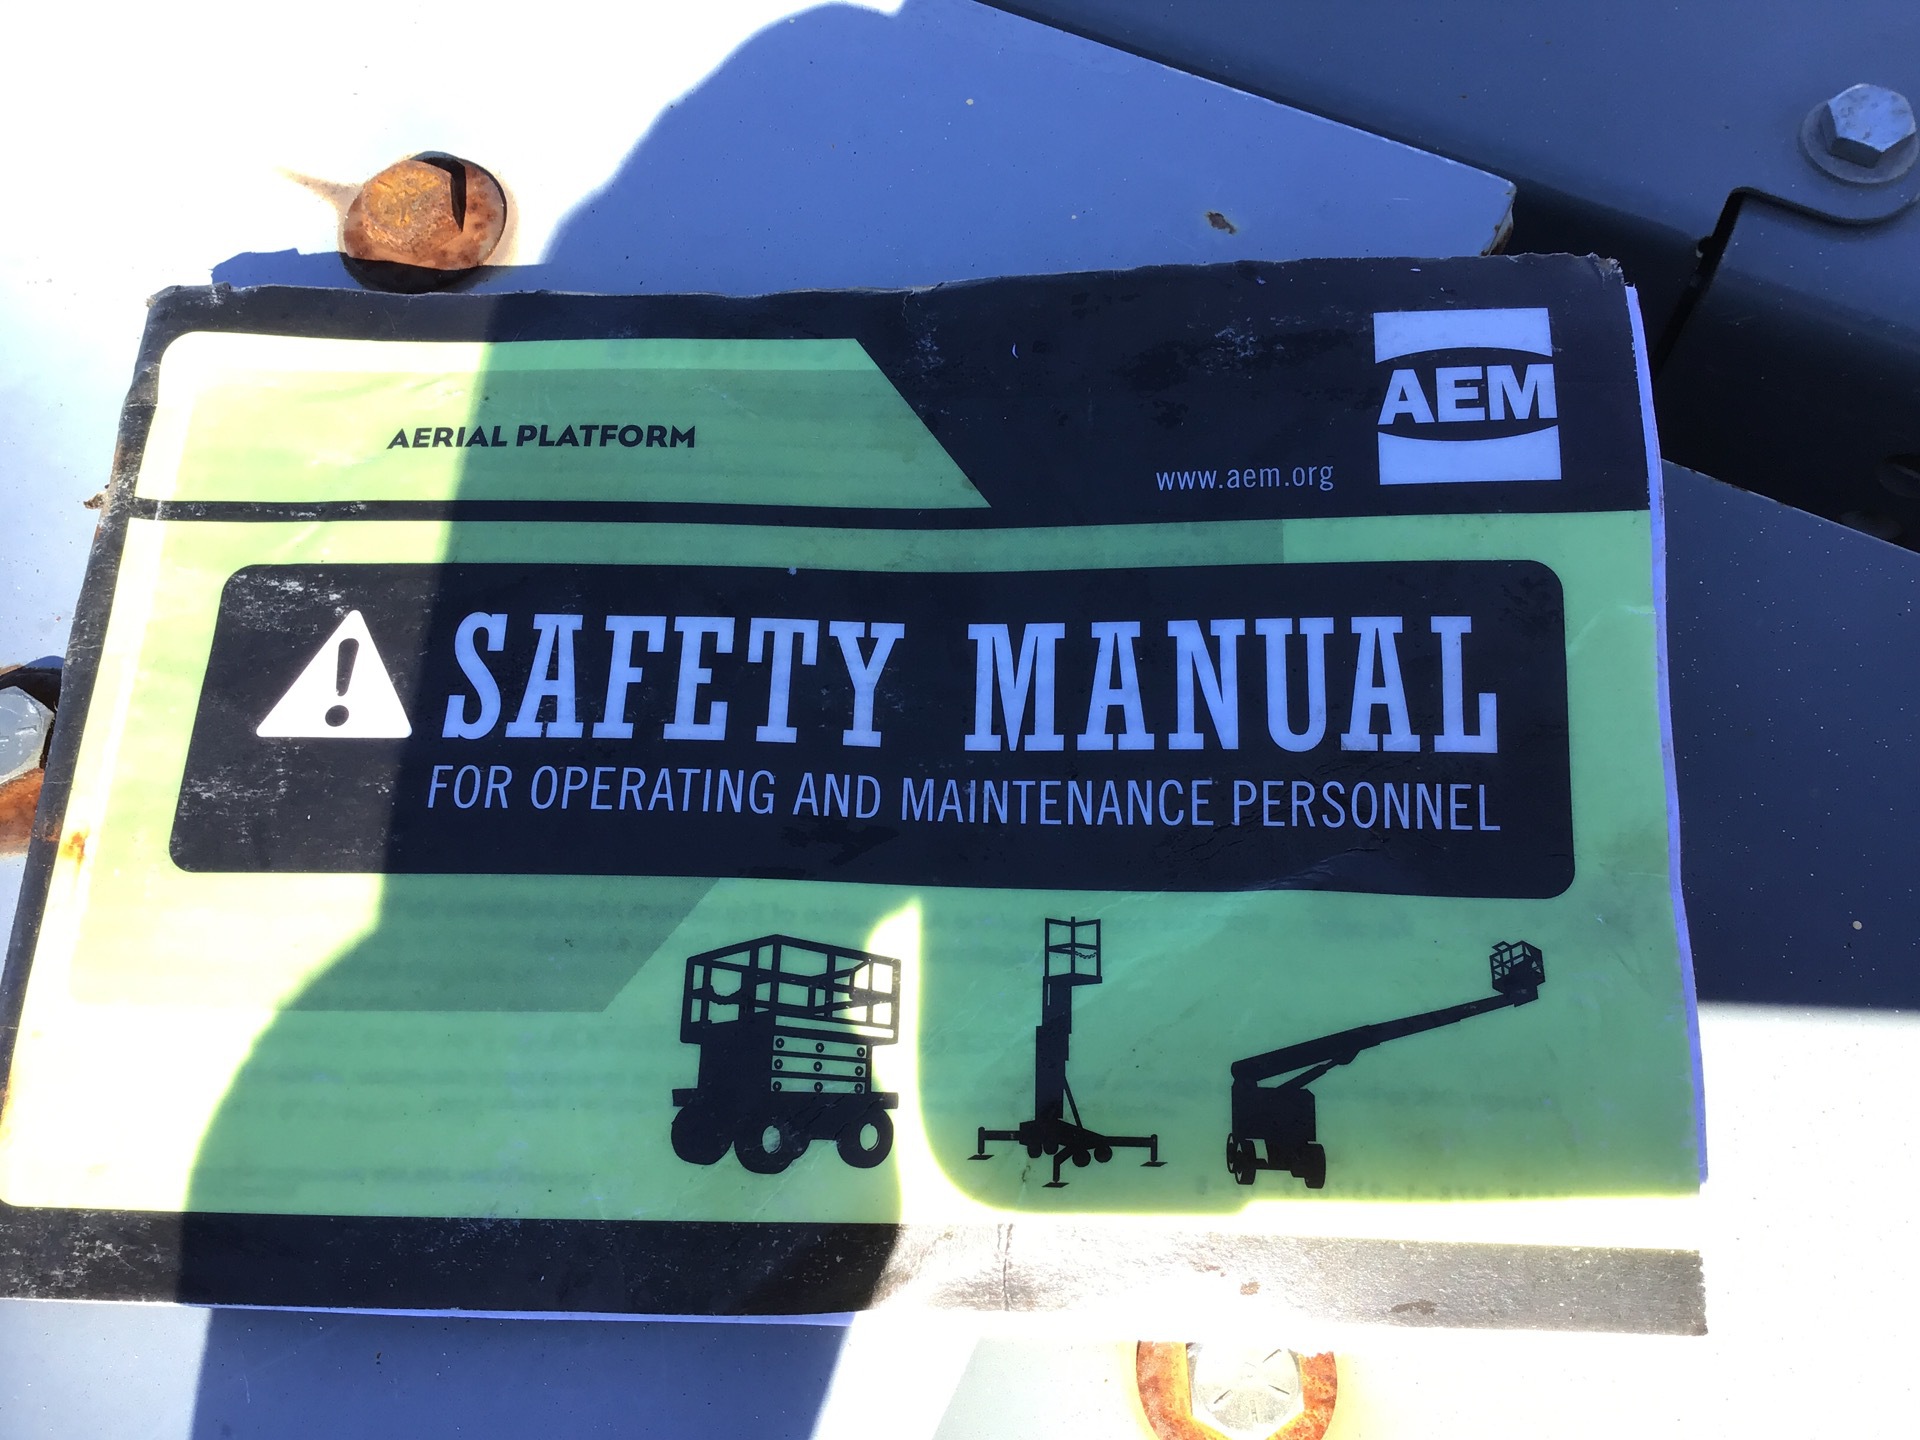 AERIAL PLATFORM
www.aem.org
AEM
SAFETY MANUAL
FOR OPERATING AND MAINTENANCE PERSONNEL